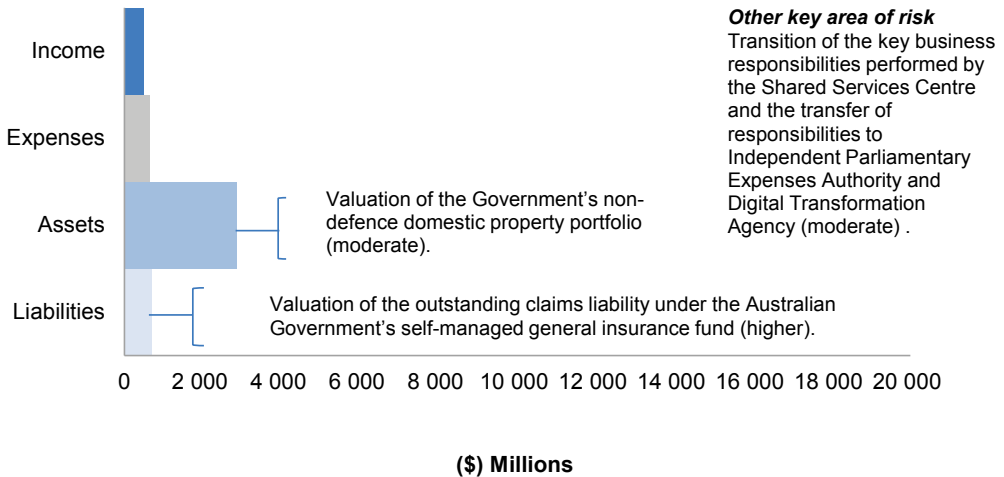 Income
Expenses
Assets
Liabilities
Valuation of the Government’s non-
defence domestic property portfolio
(moderate).
Valuation of the outstanding claims liability under the Australian
Government’s self-managed general insurance fund (higher).
Other key area of risk
Transition of the key business
responsibilities performed by
the Shared Services Centre
and the transfer of
responsibilities to
Independent Parliamentary
Expenses Authority and
Digital Transformation
Agency (moderate) .
0 2 000 4 000 6 000 8 000 10 000 12 000 14 000 16 000 18 000 20 000
($) Millions